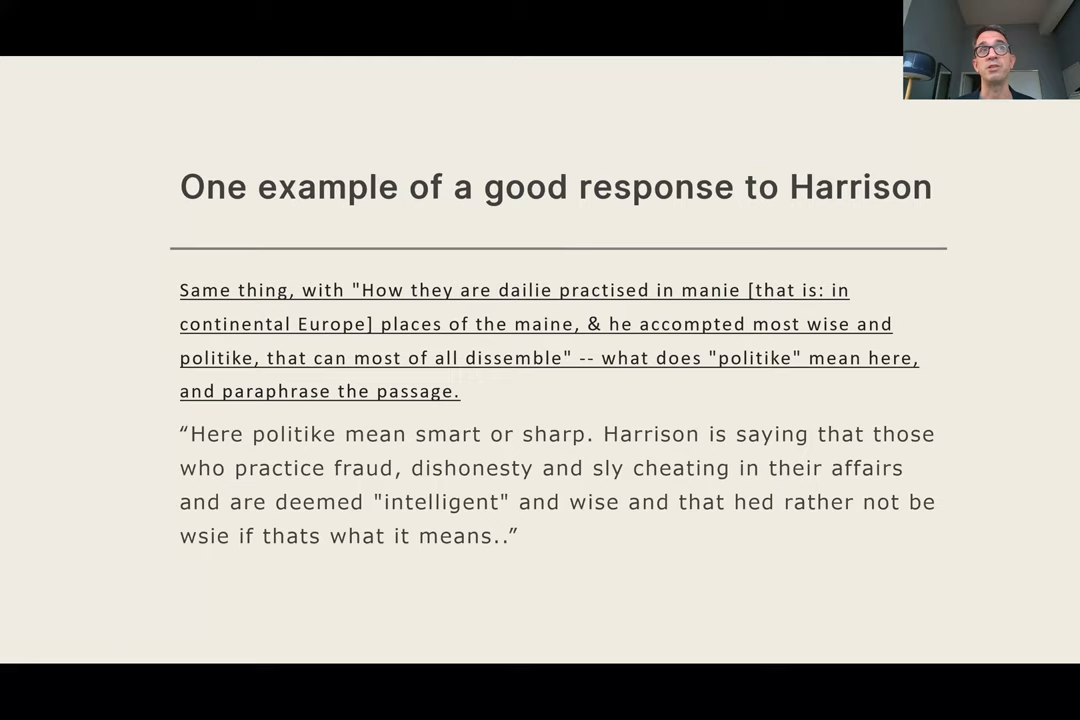 One example of a good response to Harrison
Same thing, with "How they are dailie practised in manie [that is: in
continental Europe] places of the maine, & he accompted most wise and
politike, that can most of all dissemble" -- what does "politike" mean here,
and paraphrase the passage.
“Here politike mean smart or sharp. Harrison is saying that those
who practice fraud, dishonesty and sly cheating in their affairs
and are deemed "intelligent" and wise and that hed rather not be
wsie if thats what it means..”